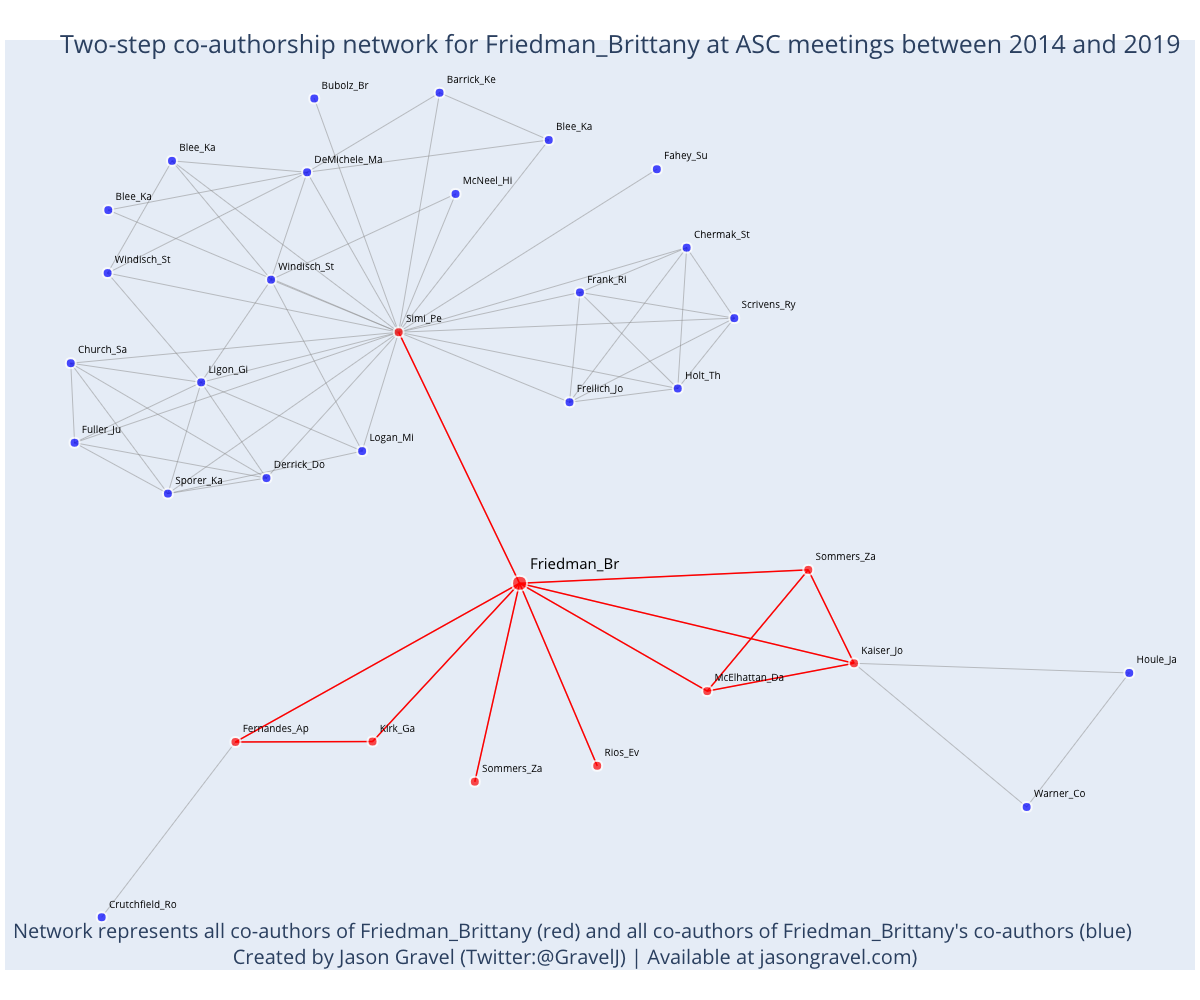 Two-step co-authorship network for Friedman_Brittany at ASC meetings between 2014 and 2019
Barrick_Ke
Bubolz_Br
Blee_Ka
Blee_Ka
DeMichele_Ma
Fahey_Su
McNeel_Hi
Blee_Ka
Chermak_St
Windisch_St
Windisch_St
Frank_Ri
Scrivens_Ry
Simi_Pe
Church_Sa
Ligon_Gi
Holt_Th
Freilich_Jo
Fuller_Ju
Logan_Mi
Derrick_Do
Sporer_Ka
Sommers_Za
Friedman_Br
Kaiser_Jo
Houle_Ja
McElhattan_Da
Fernandes_Ap
Kirk_Ga
Rios_Ev
Sommers_Za
Warner_Co
Crutchfield_Ro
Network represents all co-authors of Friedman_Brittany (red) and all co-authors of Friedman_Brittany's co-authors (blue)
Created by Jason Gravel (Twitter:@GravelJ) | Available at jasongravel.com)